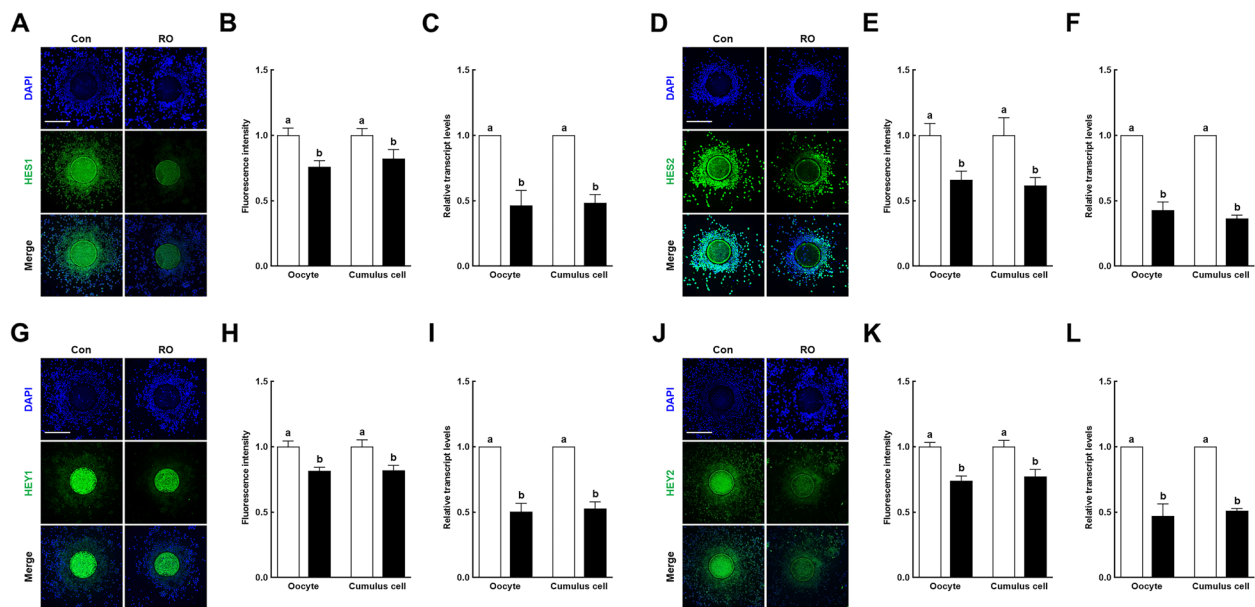 A
Con
RO
DAPI
HES1
Merge
B
Fluorescence intensity
1.5
1.0
0.5
0.0
a
b
a
b
Oocyte
Cumulus cell
C
Relative transcript levels
1.5
1.0
0.5
0.0
a
b
a
b
Oocyte
Cumulus cell
D
Con
RO
DAPI
HES2
Merge
E
Fluorescence intensity
1.5
1.0
0.5
0.0
a
b
a
b
Oocyte
Cumulus cell
F
Relative transcript levels
1.5
1.0
0.5
0.0
a
b
a
b
Oocyte
Cumulus cell
G
Con
RO
DAPI
HEY1
Merge
H
Fluorescence intensity
1.5
1.0
0.5
0.0
a
b
a
b
Oocyte
Cumulus cell
I
Relative transcript levels
1.5
1.0
0.5
0.0
a
b
a
b
Oocyte
Cumulus cell
J
Con
RO
DAPI
HEY2
Merge
K
Fluorescence intensity
1.5
1.0
0.5
0.0
a
b
a
b
Oocyte
Cumulus cell
L
Relative transcript levels
1.5
1.0
0.5
0.0
a
b
a
b
Oocyte
Cumulus cell